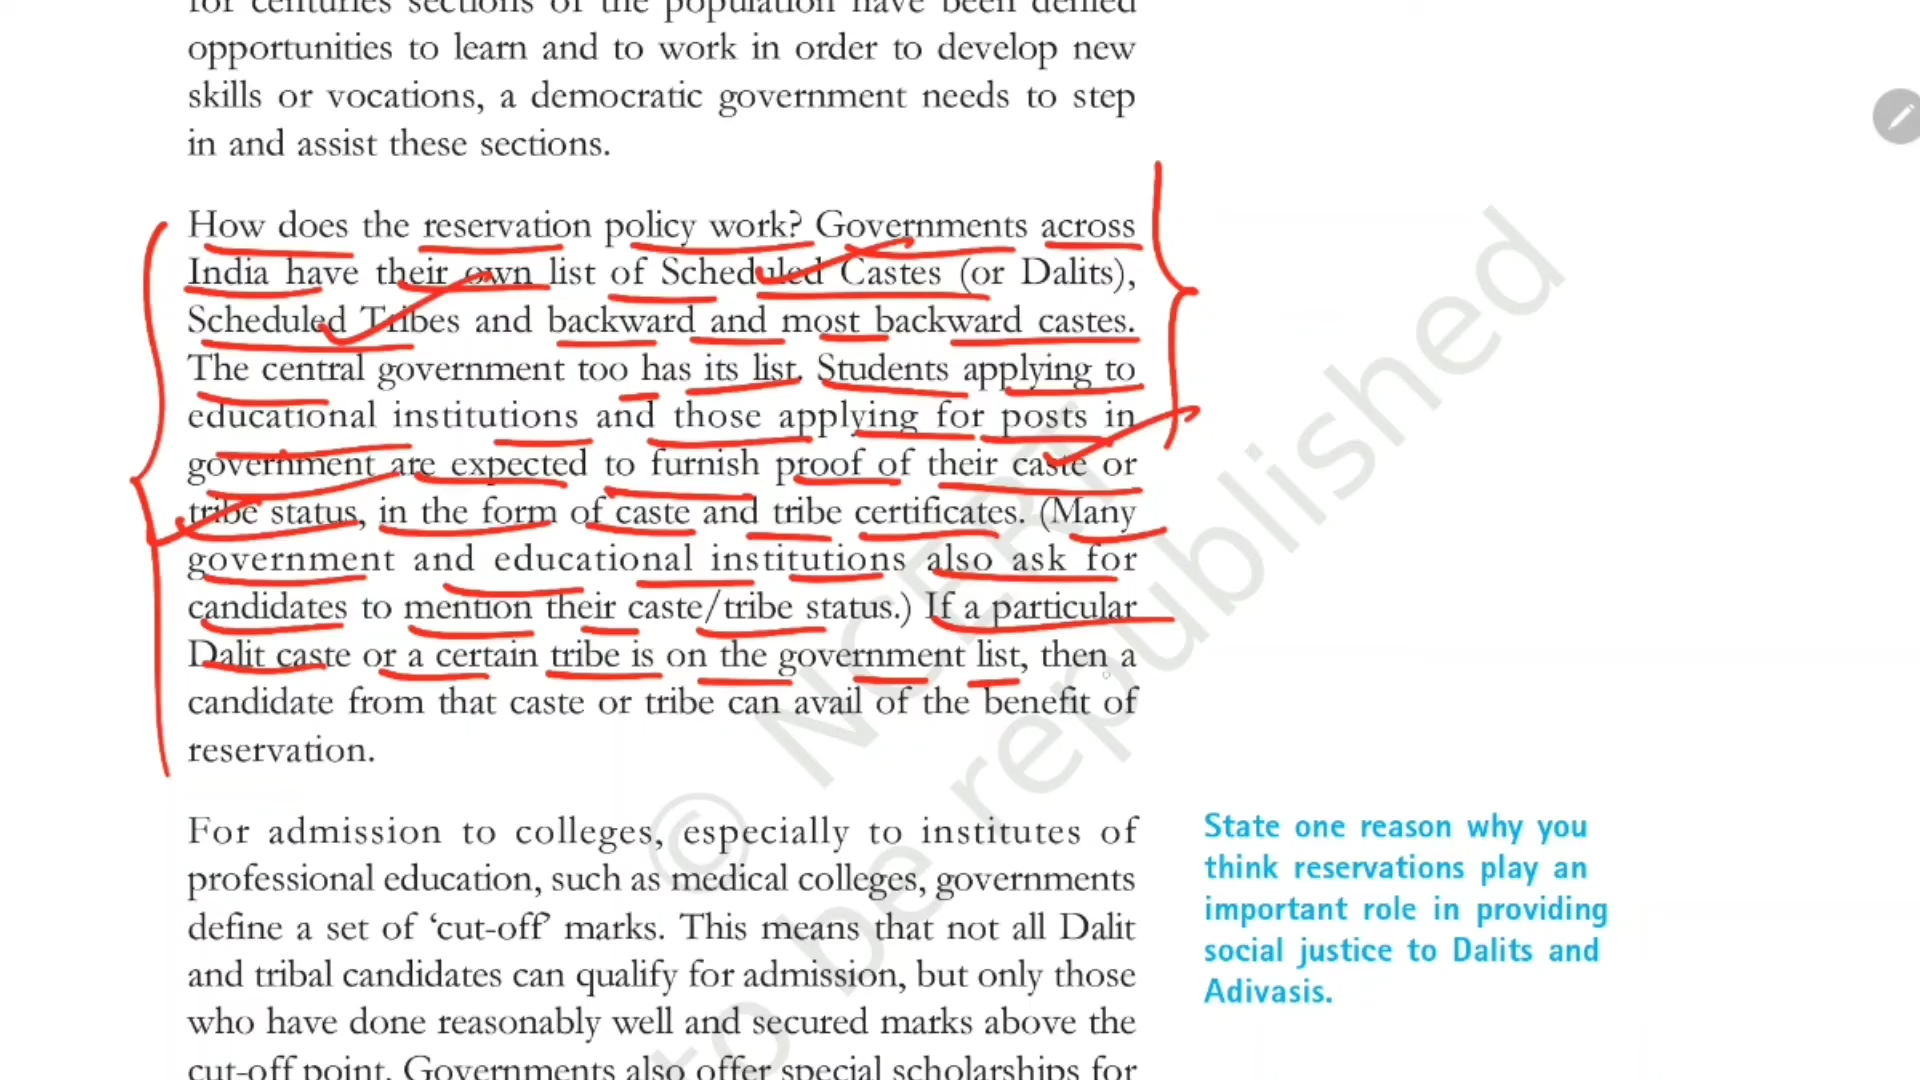 for centuries sections of the population have been denied
opportunities to learn and to work in order to develop new
skills or vocations, a democratic government needs to step
in and assist these sections.
How does the reservation policy work? Governments across
India have their own list of Scheduled Castes (or Dalits),
Scheduled Tribes and backward and most backward castes.
The central government too has its list. Students applying to
educational institutions and those applying for posts in
government are expected to furnish proof of their caste or
tribe status, in the form of caste and tribe certificates. (Many
government and educational institutions also ask for
candidates to mention their caste/tribe status.) If a particular
Dalit caste or a certain tribe is on the government list, then a
candidate from that caste or tribe can avail of the benefit of
reservation.
For admission to colleges, especially to institutes of
professional education, such as medical colleges, governments
define a set of ‘cut-off’ marks. This means that not all Dalit
and tribal candidates can qualify for admission, but only those
who have done reasonably well and secured marks above the
cut-off point. Governments also offer special scholarships for
State one reason why you
think reservations play an
important role in providing
social justice to Dalits and
Adivasis.
© NCERT
to be republished